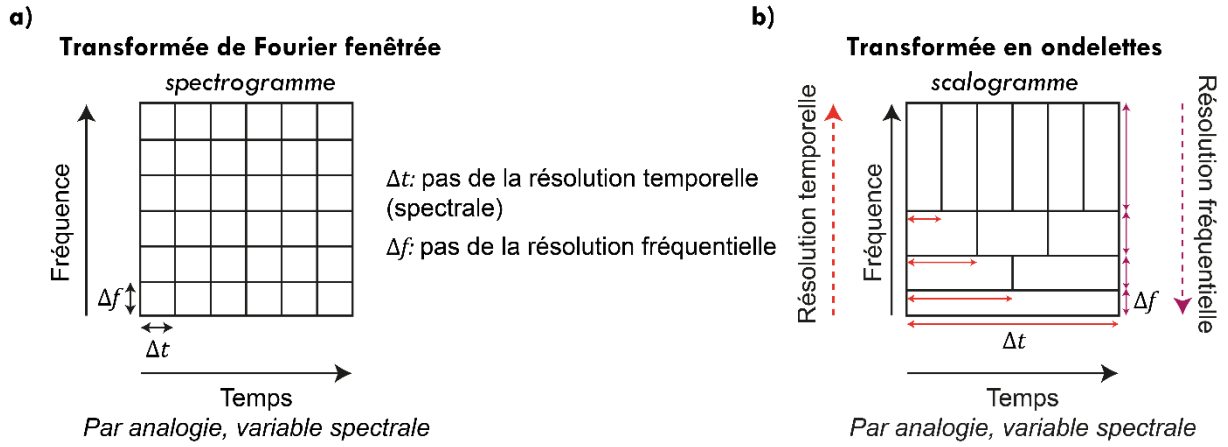 a)
Transformée de Fourier fenêtrée
spectrogramme
Fréquence
Δf
Δt
Temps
Par analogie, variable spectrale
Δt: pas de la résolution temporelle
(spectrale)
Δf: pas de la résolution fréquentielle
b)
Transformée en ondelettes
scalogramme
Résolution temporelle
Fréquence
Δf
Résolution fréquentielle
Δt
Temps
Par analogie, variable spectrale